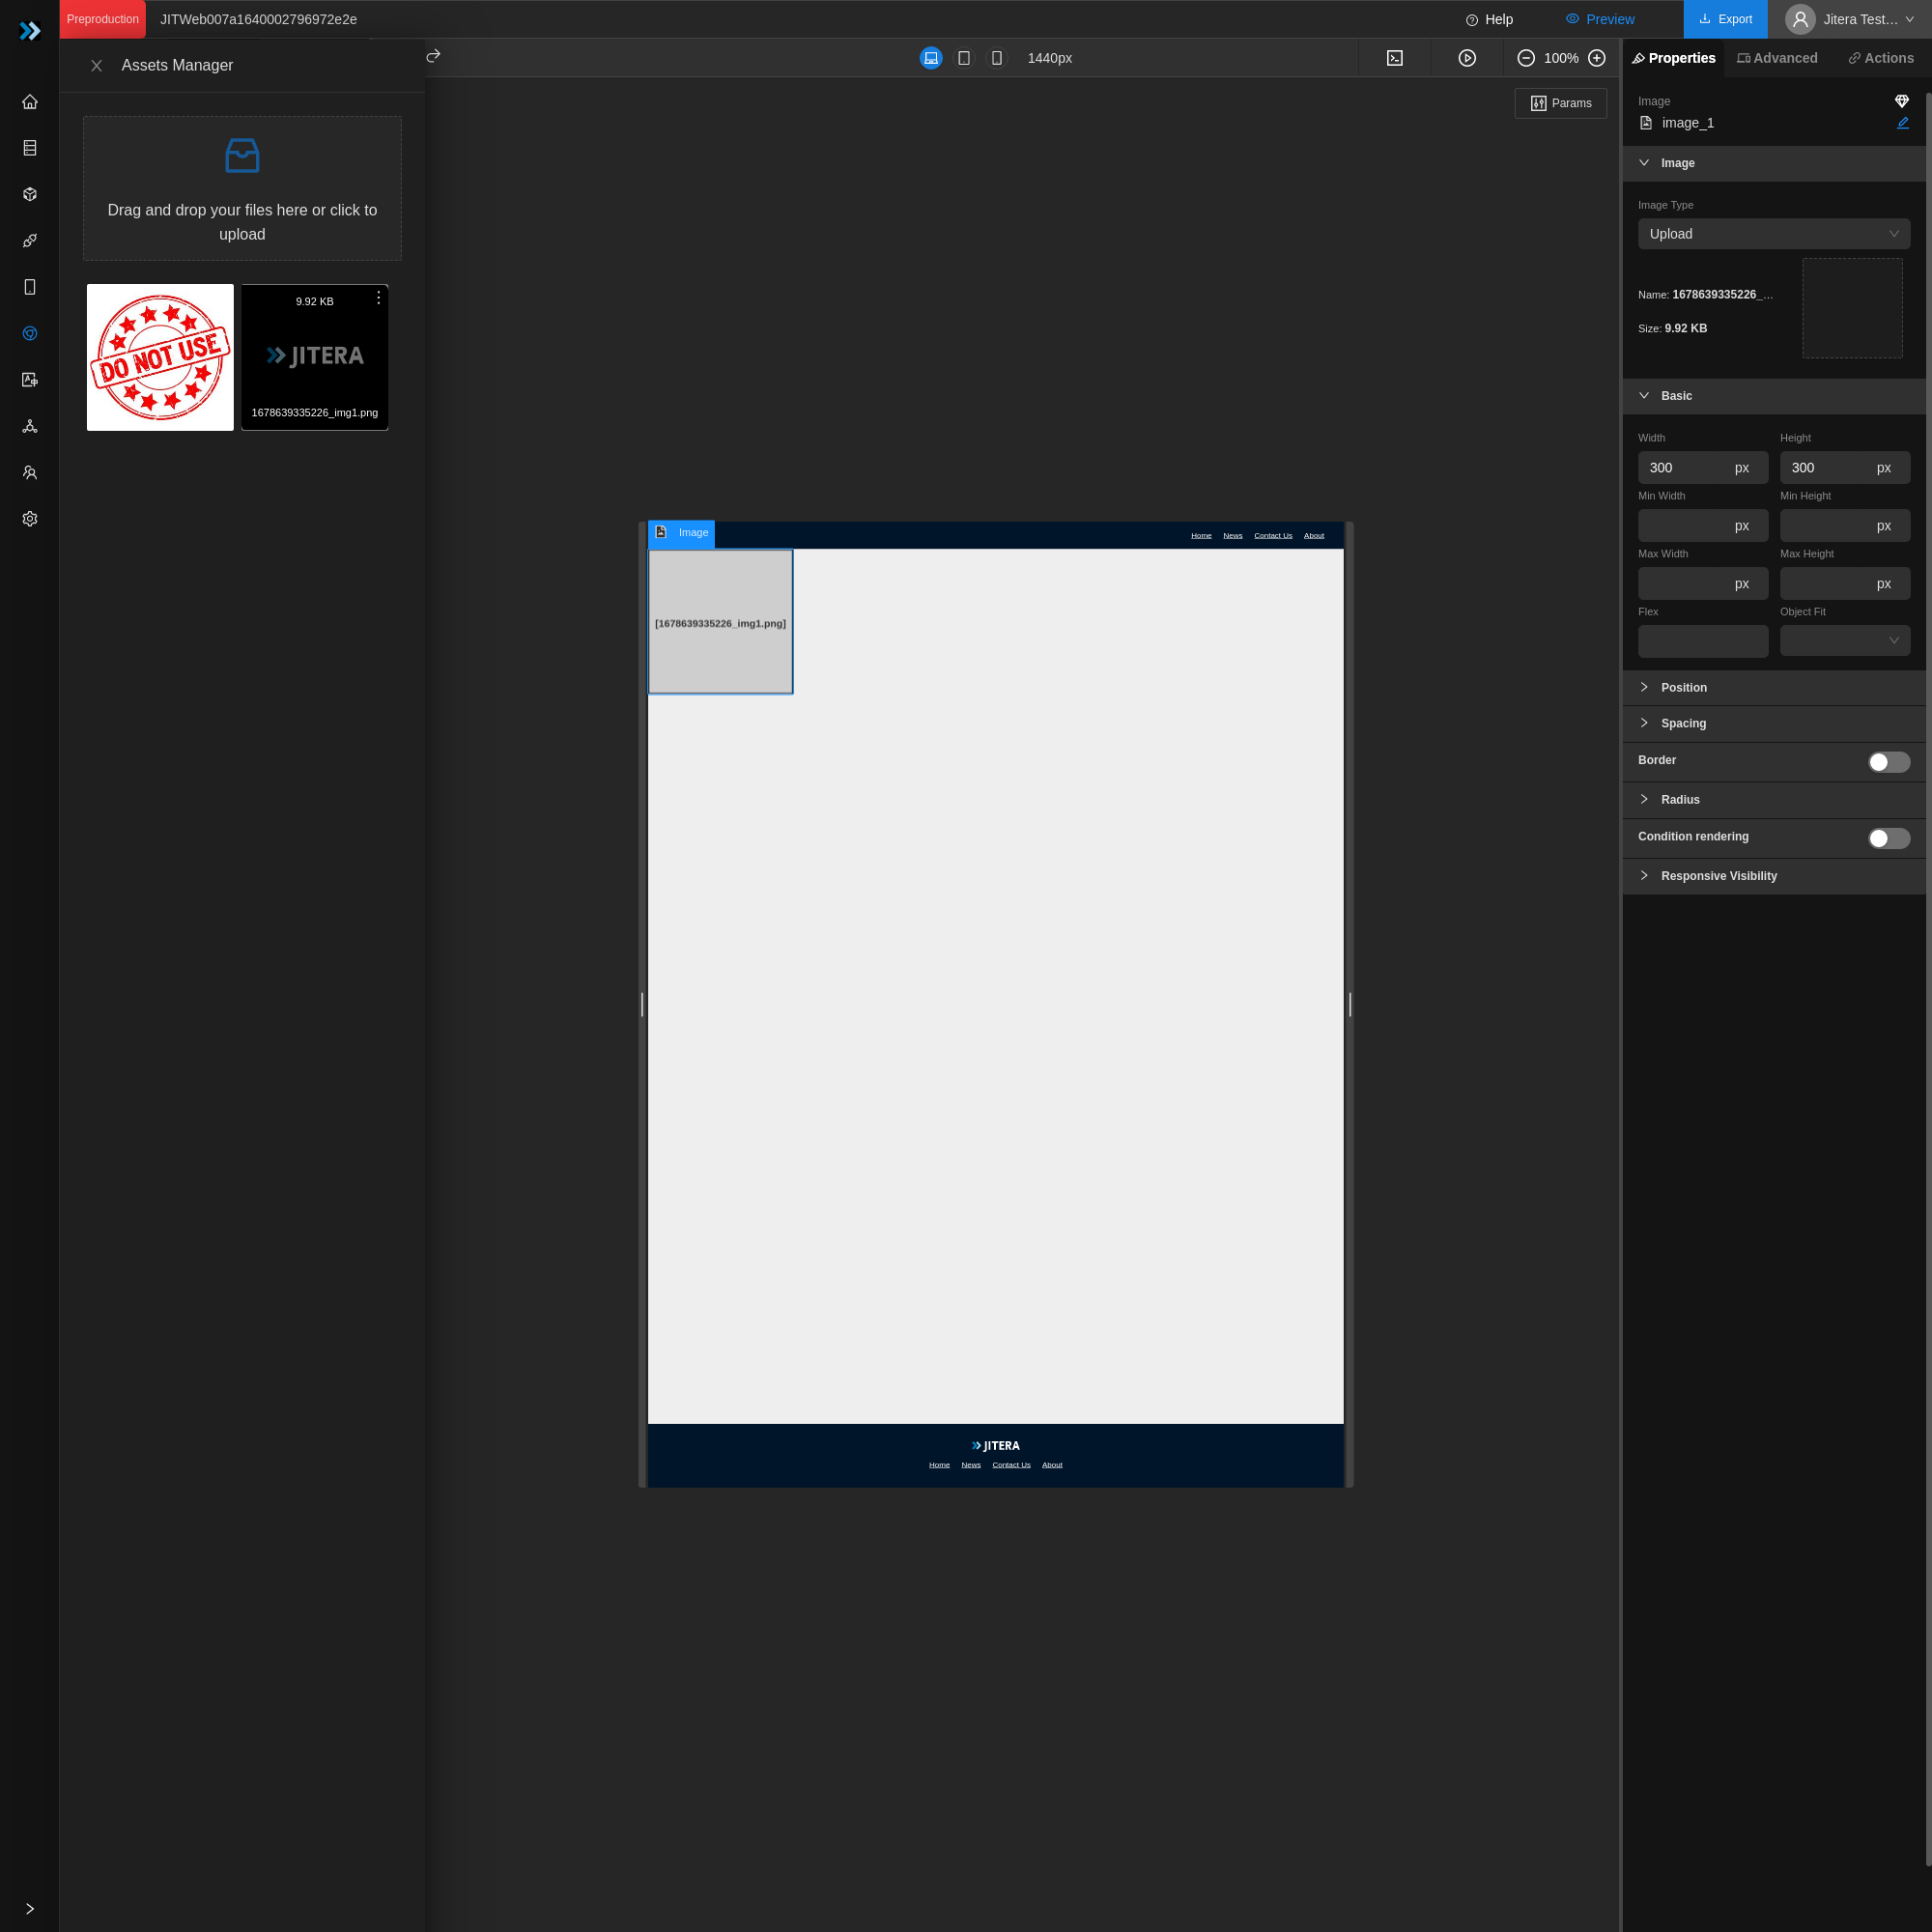 Preproduction
JITWeb007a1640002796972e2e
Help
Preview
Export
Jitera Test…
Assets Manager
1440px
100%
Properties
Advanced
Actions
Drag and drop your files here or click to
upload
DO NOT USE
9.92 KB
JITERA
1678639335226_img1.png
Params
Image
Home
News
Contact Us
About
[1678639335226_img1.png]
JITERA
Home
News
Contact Us
About
Image
image_1
Image
Image Type
Upload
Name: 1678639335226_…
Size: 9.92 KB
Basic
Width
Height
300 px
300 px
Min Width
Min Height
px
px
Max Width
Max Height
px
px
Flex
Object Fit
Position
Spacing
Border
Radius
Condition rendering
Responsive Visibility